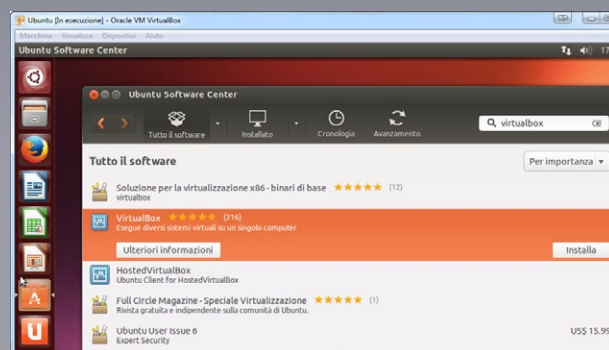 Ubuntu [In esecuzione] - Oracle VM VirtualBox
Macchina Visualizza Dispositivi Aiuto
Ubuntu Software Center 17
Ubuntu Software Center
Tutto il software Installato Cronologia Avanzamento virtualbox
Tutto il software Per importanza
Soluzione per la virtualizzazione x86 - binari di base (12)
virtualbox
VirtualBox (216)
Esegue diversi sistemi virtuali su un singolo computer
Ulteriori informazioni Installa
HostedVirtualBox
Ubuntu Client for HostedVirtualBox
Full Circle Magazine - Speciale Virtualizzazione (1)
Rivista gratuita e indipendente sulla comunità di Ubuntu.
Ubuntu User Issue 6 US$ 15.99
Expert Security